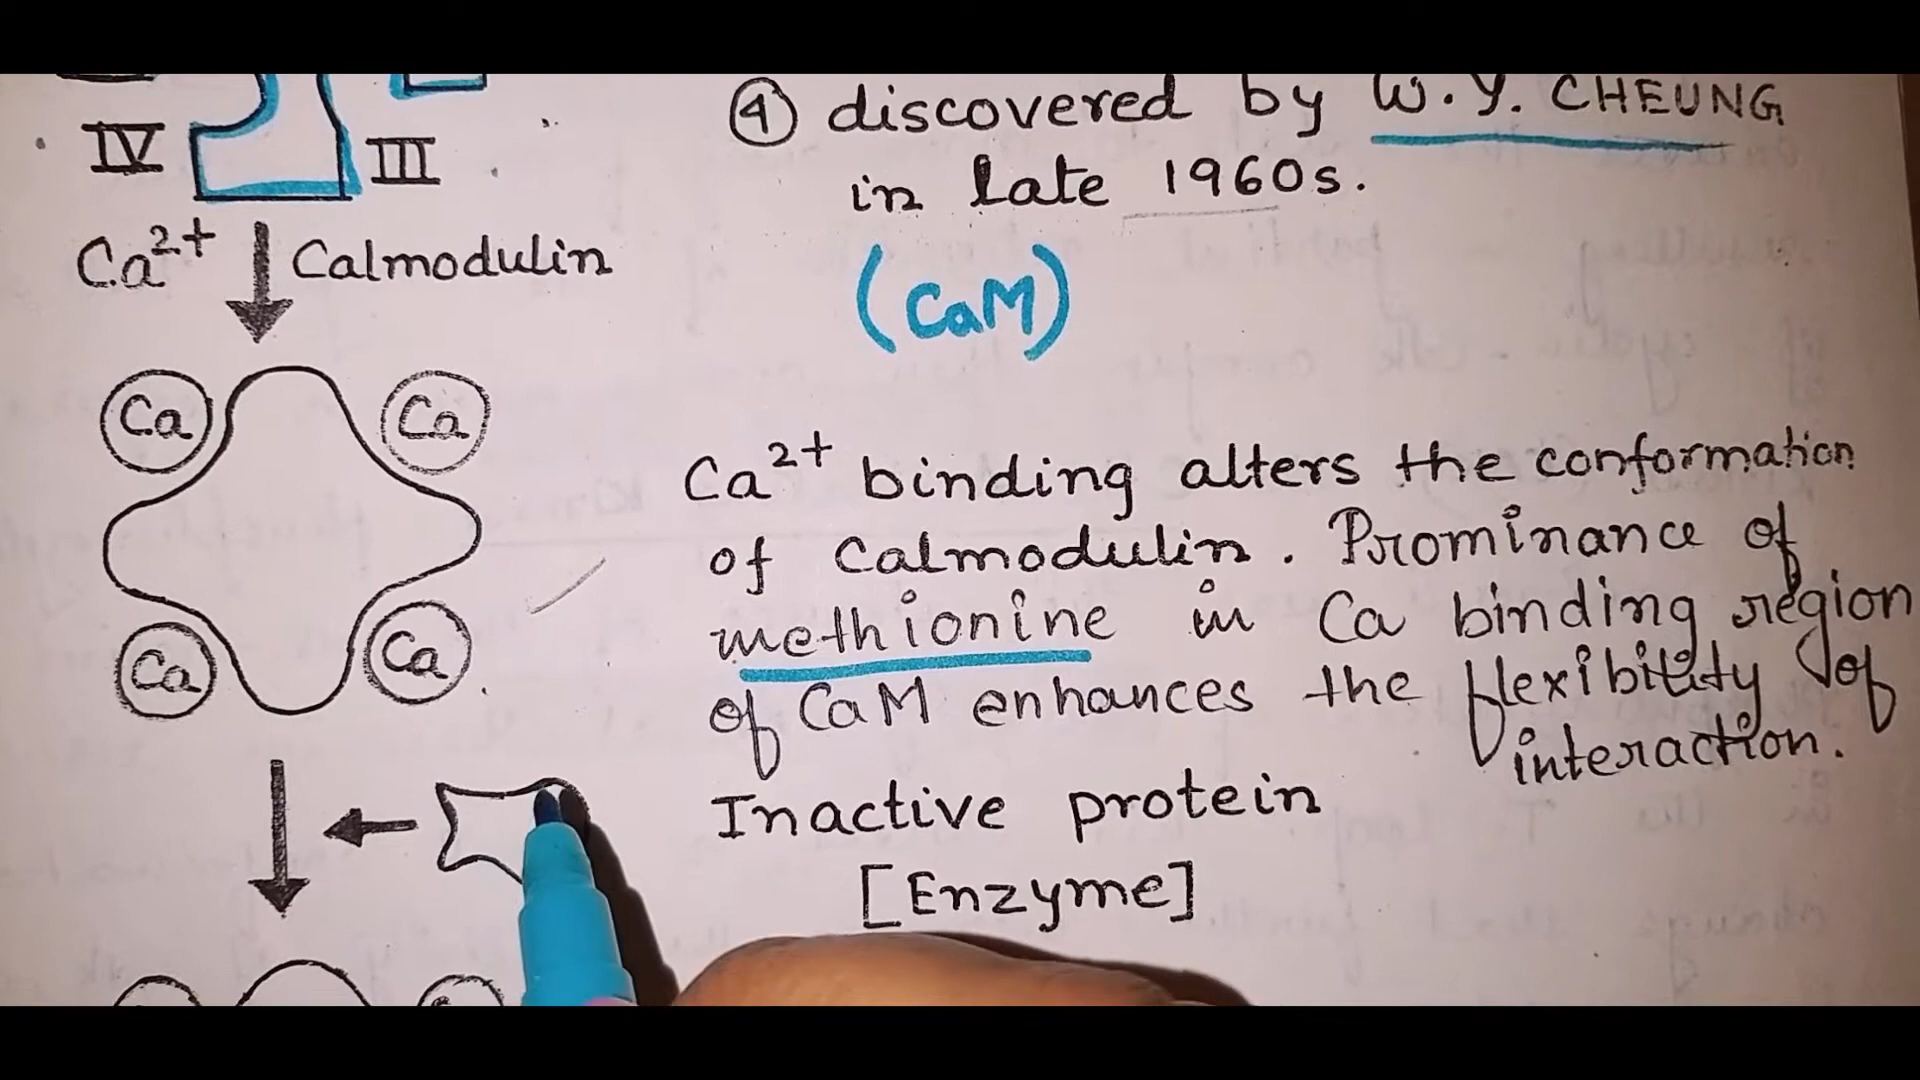 ④ discovered by W. Y. CHEUNG
in late 1960s.
(CaM)
IV III
Ca²⁺ Calmodulin
Ca Ca
Ca Ca
Ca²⁺ binding alters the conformation
of Calmodulin. Prominance of
methionine in Ca binding region
of CaM enhances the flexibility of
interaction.
Inactive protein
[Enzyme]